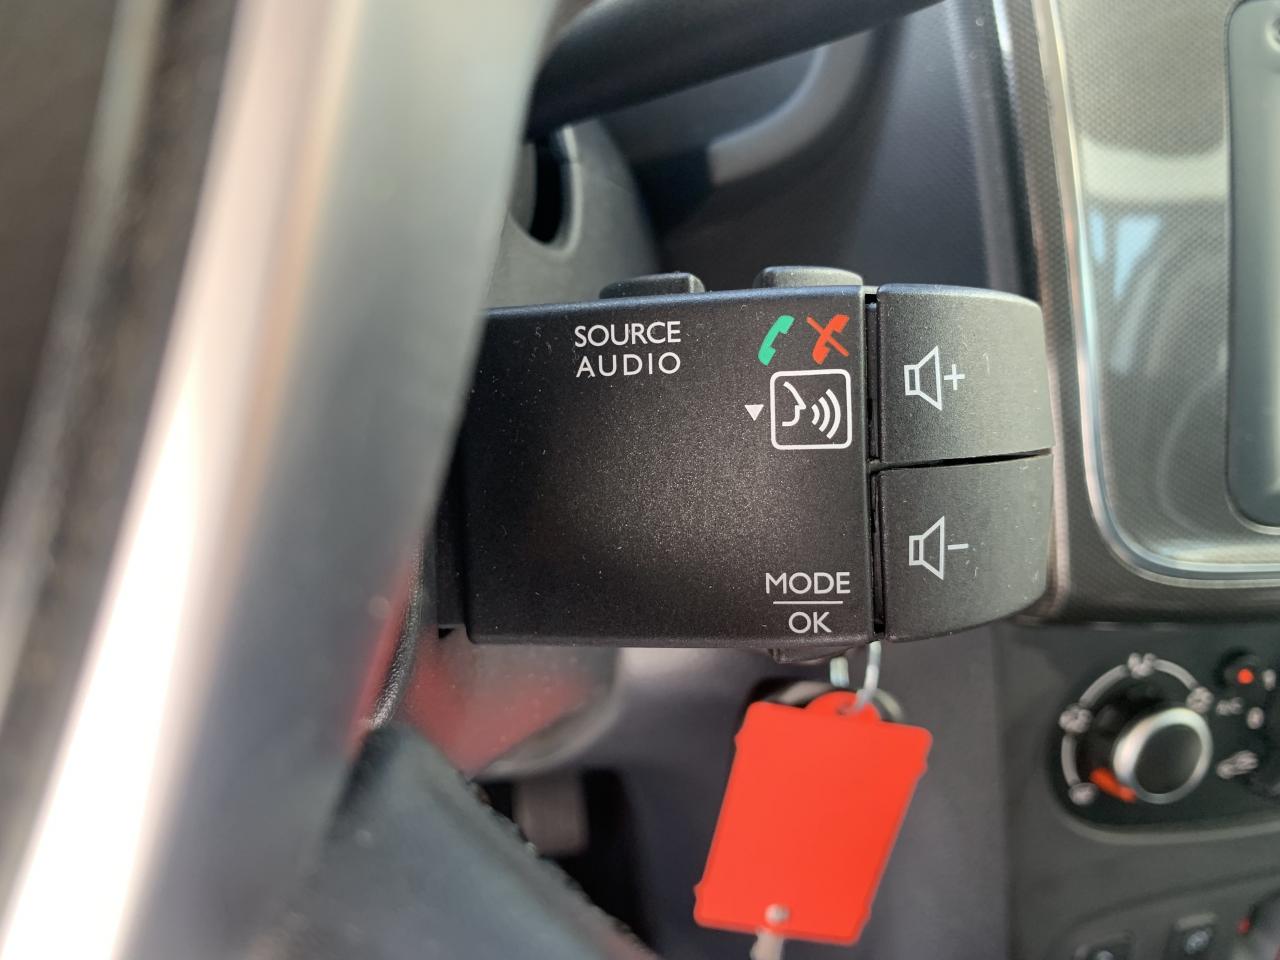 SOURCE
AUDIO
+
-
MODE
OK